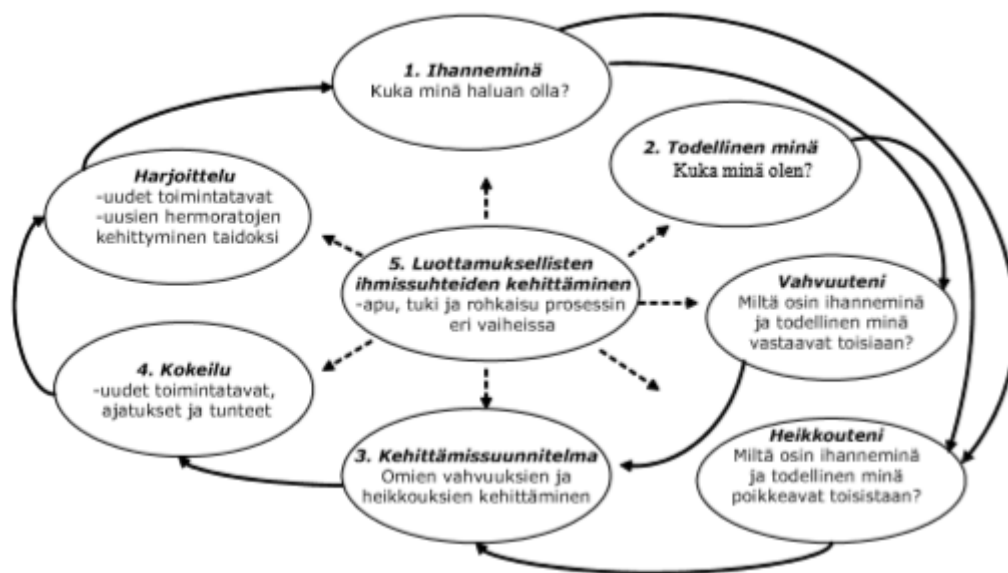 1. Ihanneminä
Kuka minä haluan olla?
2. Todellinen minä
Kuka minä olen?
Harjoittelu
-uudet toimintatavat
-uusien hermoratojen
kehittyminen taidoksi
5. Luottamuksellisten
ihmissuhteiden kehittäminen
-apu, tuki ja rohkaisu prosessin
eri vaiheissa
Vahvuuteni
Miltä osin ihanneminä
ja todellinen minä
vastaavat toisiaan?
4. Kokeilu
-uudet toimintatavat,
ajatukset ja tunteet
3. Kehittämissuunnitelma
Omien vahvuuksien ja
heikkouksien kehittäminen
Heikkouteni
Miltä osin ihanneminä
ja todellinen minä
poikkeavat toisistaan?